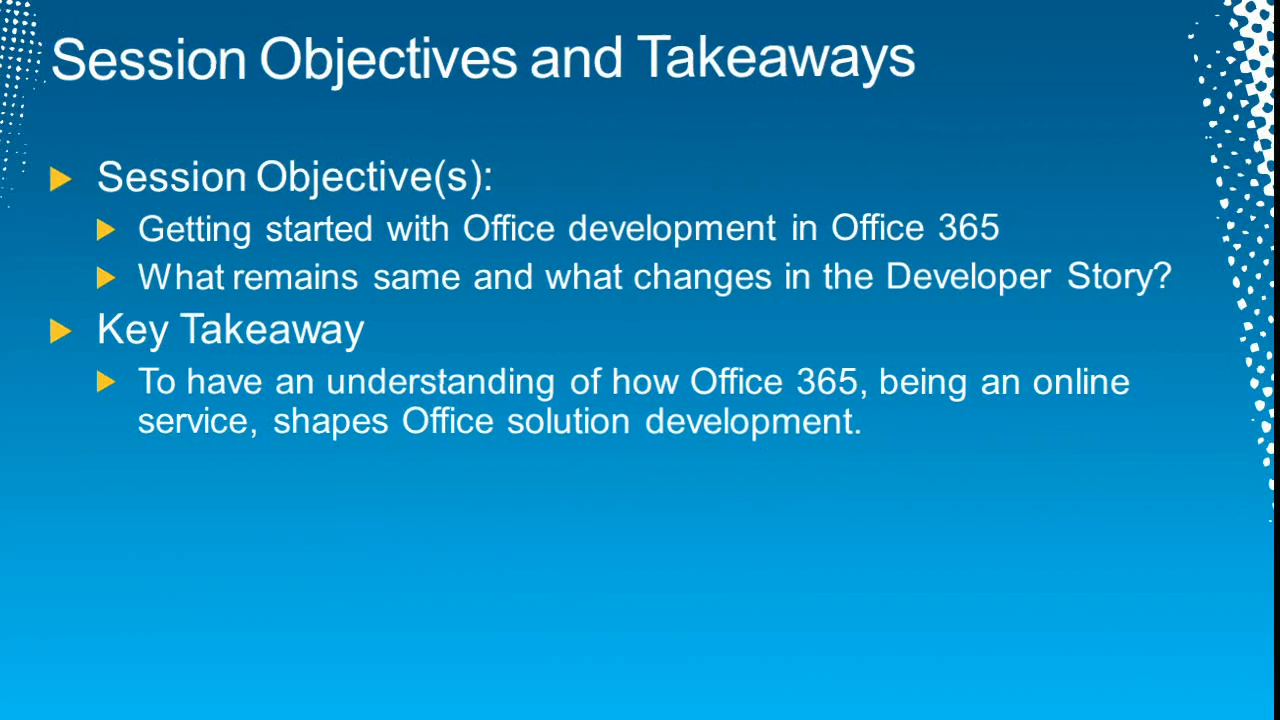 Session Objectives and Takeaways
Session Objective(s):
Getting started with Office development in Office 365
What remains same and what changes in the Developer Story?
Key Takeaway
To have an understanding of how Office 365, being an online
service, shapes Office solution development.